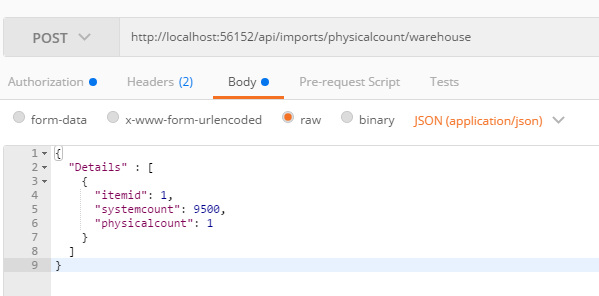 POST http://localhost:56152/api/imports/physicalcount/warehouse
Authorization Headers (2) Body Pre-request Script Tests
form-data x-www-form-urlencoded raw binary JSON (application/json)
1 {
2 "Details" : [
3 {
4 "itemid": 1,
5 "systemcount": 9500,
6 "physicalcount": 1
7 }
8 ]
9 }